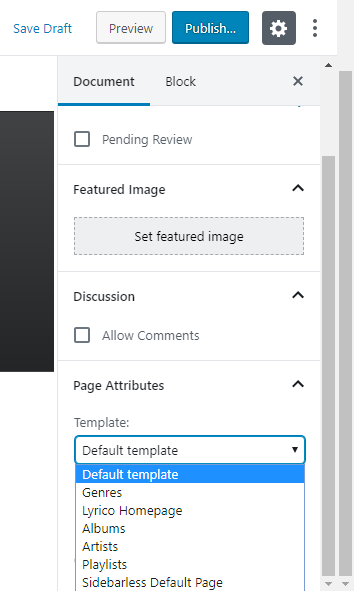 Save Draft Preview Publish...
Document Block
Pending Review
Featured Image
Set featured image
Discussion
Allow Comments
Page Attributes
Template:
Default template
Default template
Genres
Lyrico Homepage
Albums
Artists
Playlists
Sidebarless Default Page